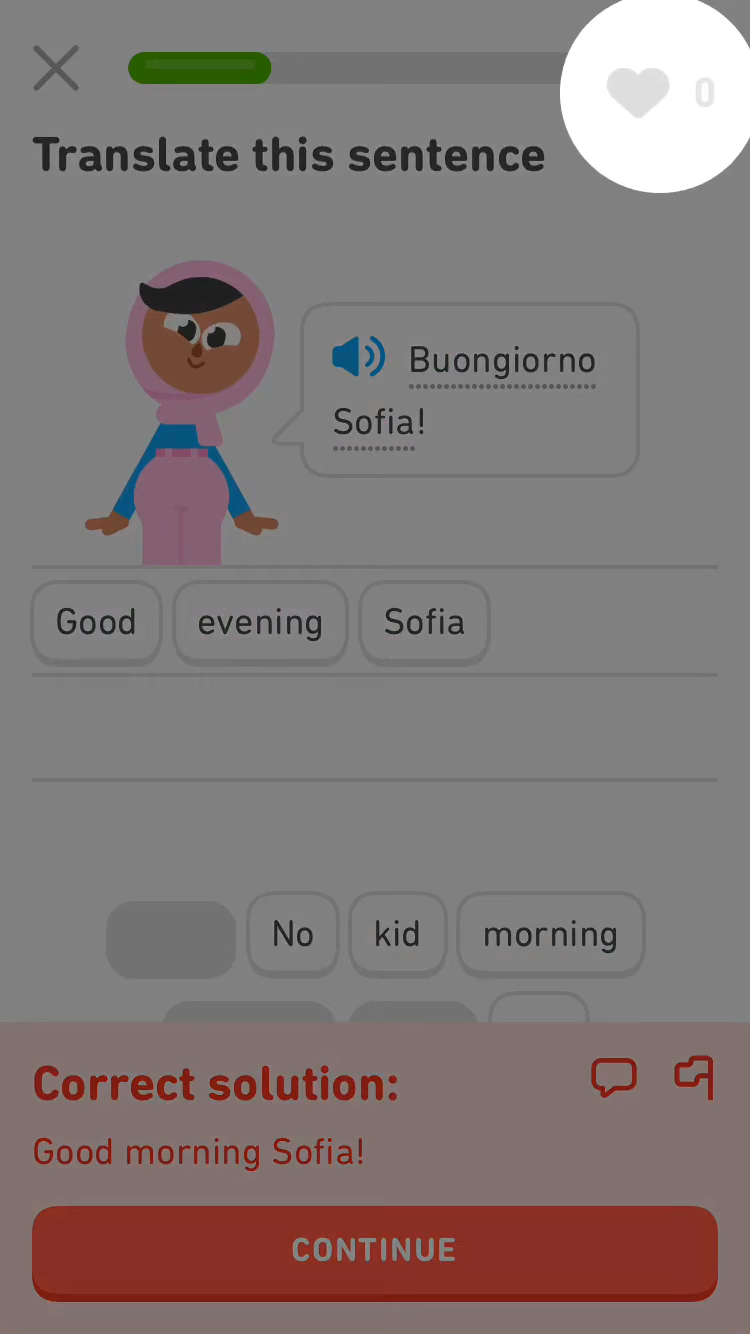 0
Translate this sentence
Buongiorno
Sofia!
Good evening Sofia
No kid morning
Correct solution:
Good morning Sofia!
CONTINUE